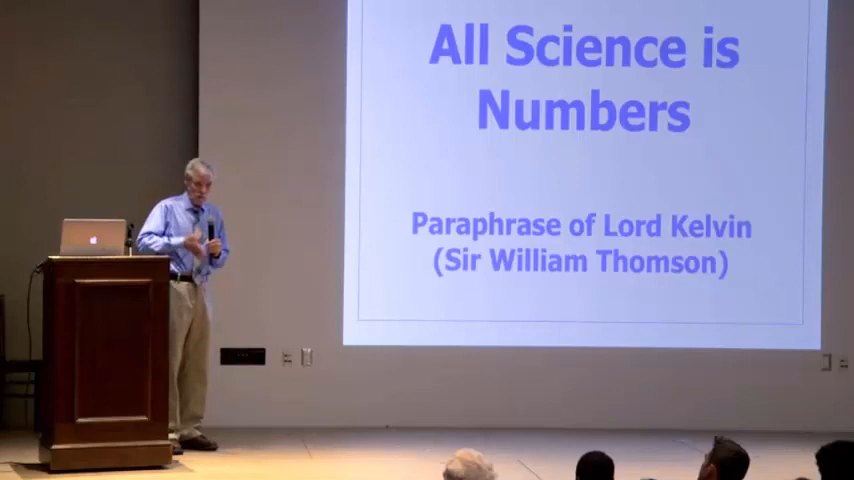 All Science is
Numbers
Paraphrase of Lord Kelvin
(Sir William Thomson)